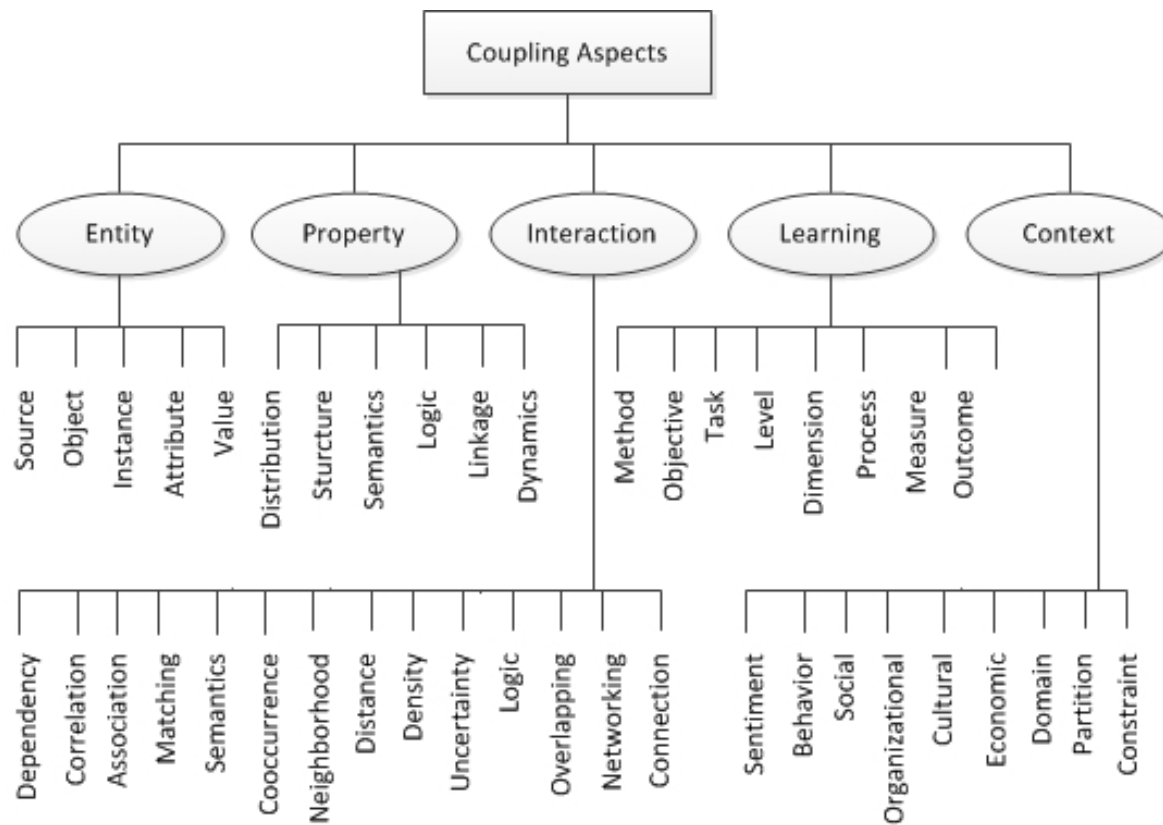 Coupling Aspects
Entity
Property
Interaction
Learning
Context
Source
Object
Instance
Attribute
Value
Distribution
Sturcture
Semantics
Logic
Linkage
Dynamics
Method
Objective
Task
Level
Dimension
Process
Measure
Outcome
Dependency
Correlation
Association
Matching
Semantics
Cooccurrence
Neighborhood
Distance
Density
Uncertainty
Logic
Overlapping
Networking
Connection
Sentiment
Behavior
Social
Organizational
Cultural
Economic
Domain
Partition
Constraint